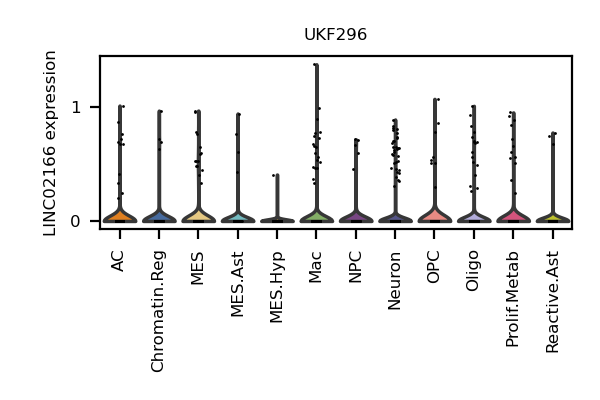 UKF296
LINC02166 expression
1
0
AC
Chromatin.Reg
MES
MES.Ast
MES.Hyp
Mac
NPC
Neuron
OPC
Oligo
Prolif.Metab
Reactive.Ast